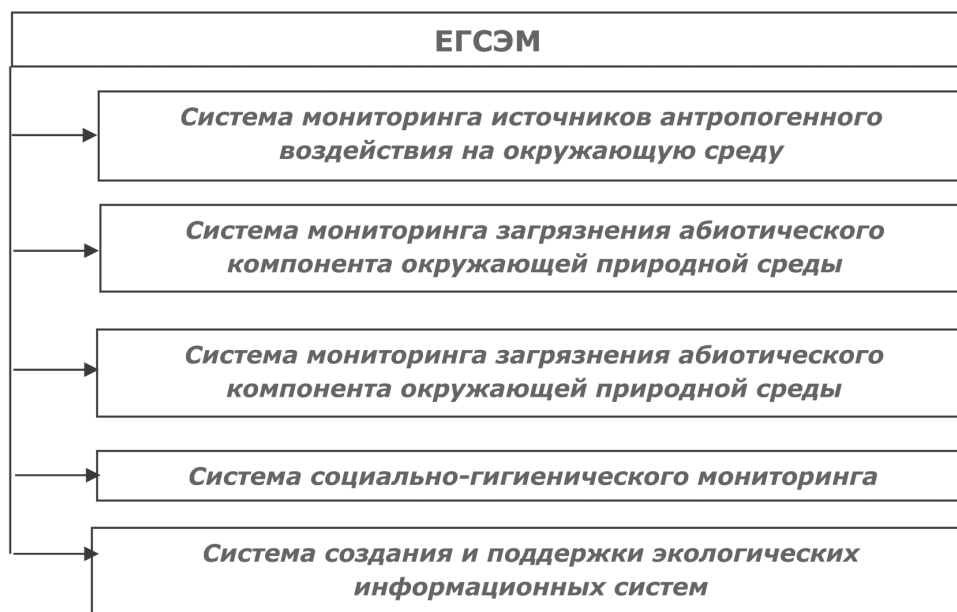 ЕГСЭМ
Система мониторинга источников антропогенного
воздействия на окружающую среду
Система мониторинга загрязнения абиотического
компонента окружающей природной среды
Система мониторинга загрязнения абиотического
компонента окружающей природной среды
Система социально-гигиенического мониторинга
Система создания и поддержки экологических
информационных систем